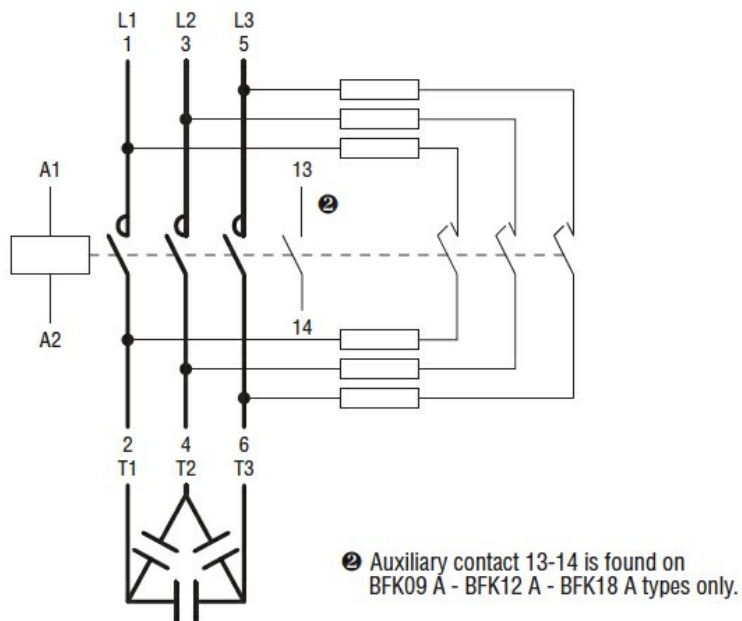 L1 L2 L3
1 3 5
A1
13
❷
14
A2
2 4 6
T1 T2 T3
❷ Auxiliary contact 13-14 is found on
BFK09 A - BFK12 A - BFK18 A types only.